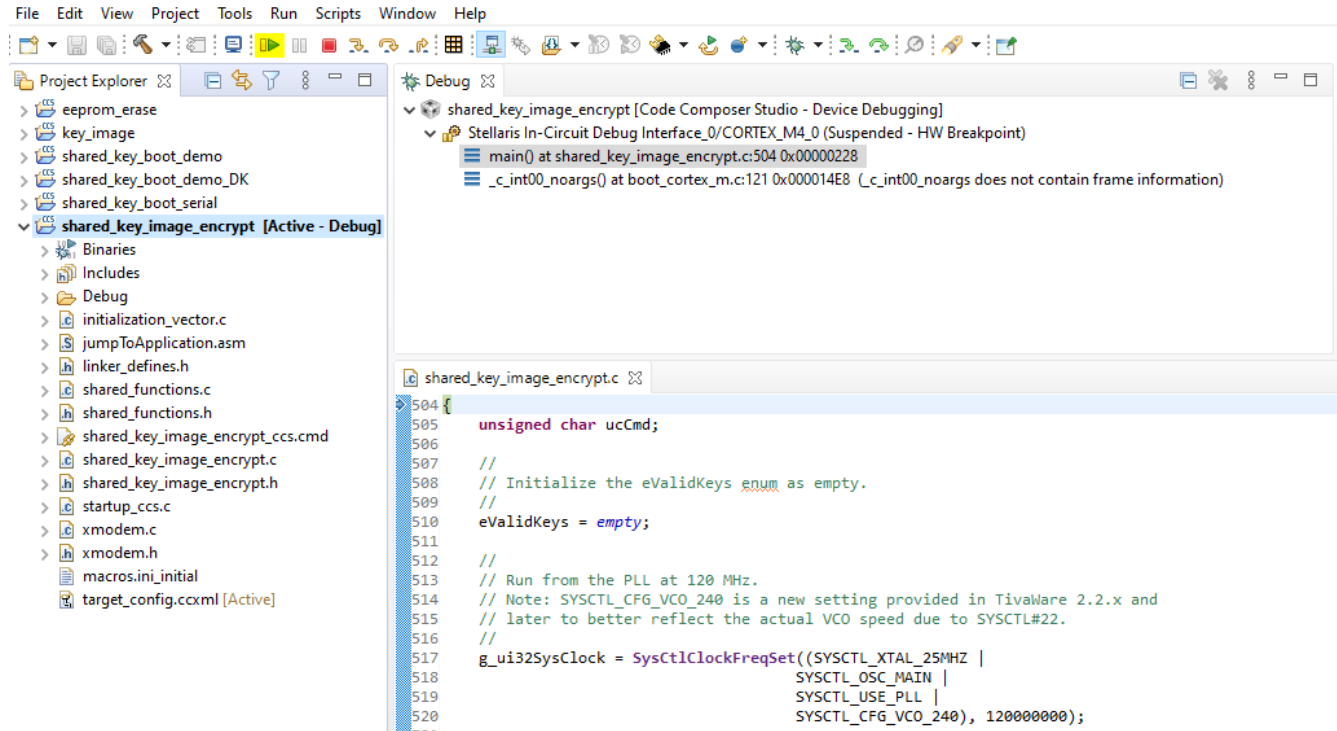 File Edit View Project Tools Run Scripts Window Help
Project Explorer
eeprom_erase
key_image
shared_key_boot_demo
shared_key_boot_demo_DK
shared_key_boot_serial
shared_key_image_encrypt [Active - Debug]
Binaries
Includes
Debug
initialization_vector.c
jumpToApplication.asm
linker_defines.h
shared_functions.c
shared_functions.h
shared_key_image_encrypt_ccs.cmd
shared_key_image_encrypt.c
shared_key_image_encrypt.h
startup_ccs.c
xmodem.c
xmodem.h
macros.ini_initial
target_config.ccxml [Active]
Debug
shared_key_image_encrypt [Code Composer Studio - Device Debugging]
Stellaris In-Circuit Debug Interface_0/CORTEX_M4_0 (Suspended - HW Breakpoint)
main() at shared_key_image_encrypt.c:504 0x00000228
_c_int00_noargs() at boot_cortex_m.c:121 0x000014E8 (_c_int00_noargs does not contain frame information)
shared_key_image_encrypt.c
504 {
505 unsigned char ucCmd;
506
507 //
508 // Initialize the eValidKeys enum as empty.
509 //
510 eValidKeys = empty;
511
512 //
513 // Run from the PLL at 120 MHz.
514 // Note: SYSCTL_CFG_VCO_240 is a new setting provided in TivaWare 2.2.x and
515 // later to better reflect the actual VCO speed due to SYSCTL#22.
516 //
517 g_ui32SysClock = SysCtlClockFreqSet((SYSCTL_XTAL_25MHZ |
518 SYSCTL_OSC_MAIN |
519 SYSCTL_USE_PLL |
520 SYSCTL_CFG_VCO_240), 120000000);